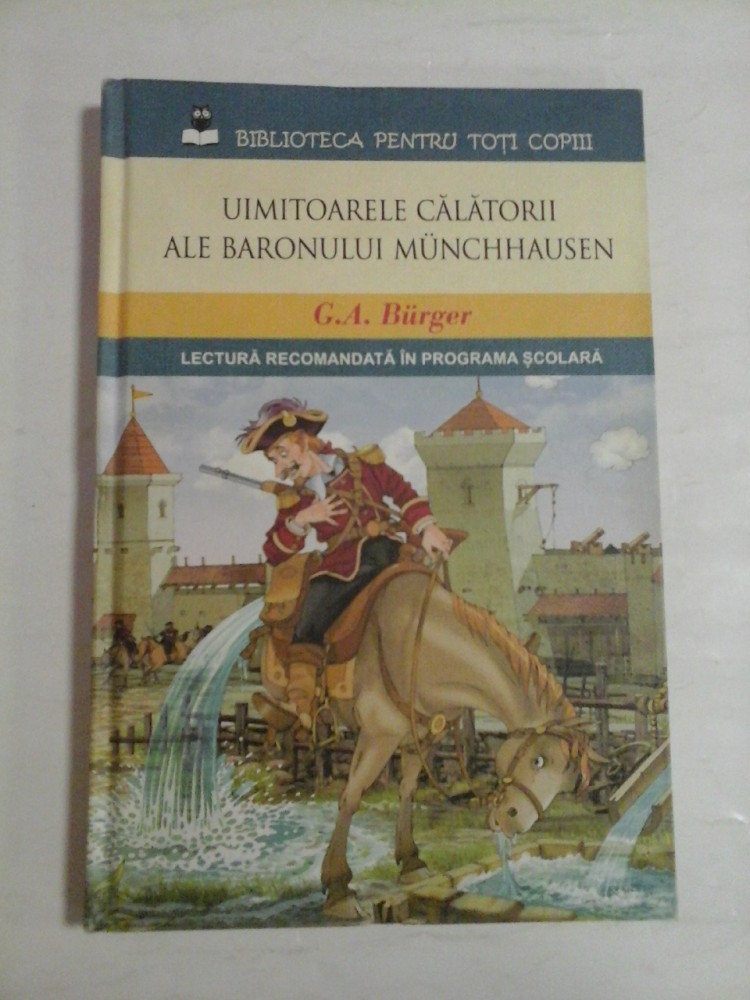 BIBLIOTECA PENTRU TOȚI COPIII
UIMITOARELE CĂLĂTORII
ALE BARONULUI MÜNCHHAUSEN
G.A. Bürger
LECTURĂ RECOMANDATĂ ÎN PROGRAMA ȘCOLARĂ